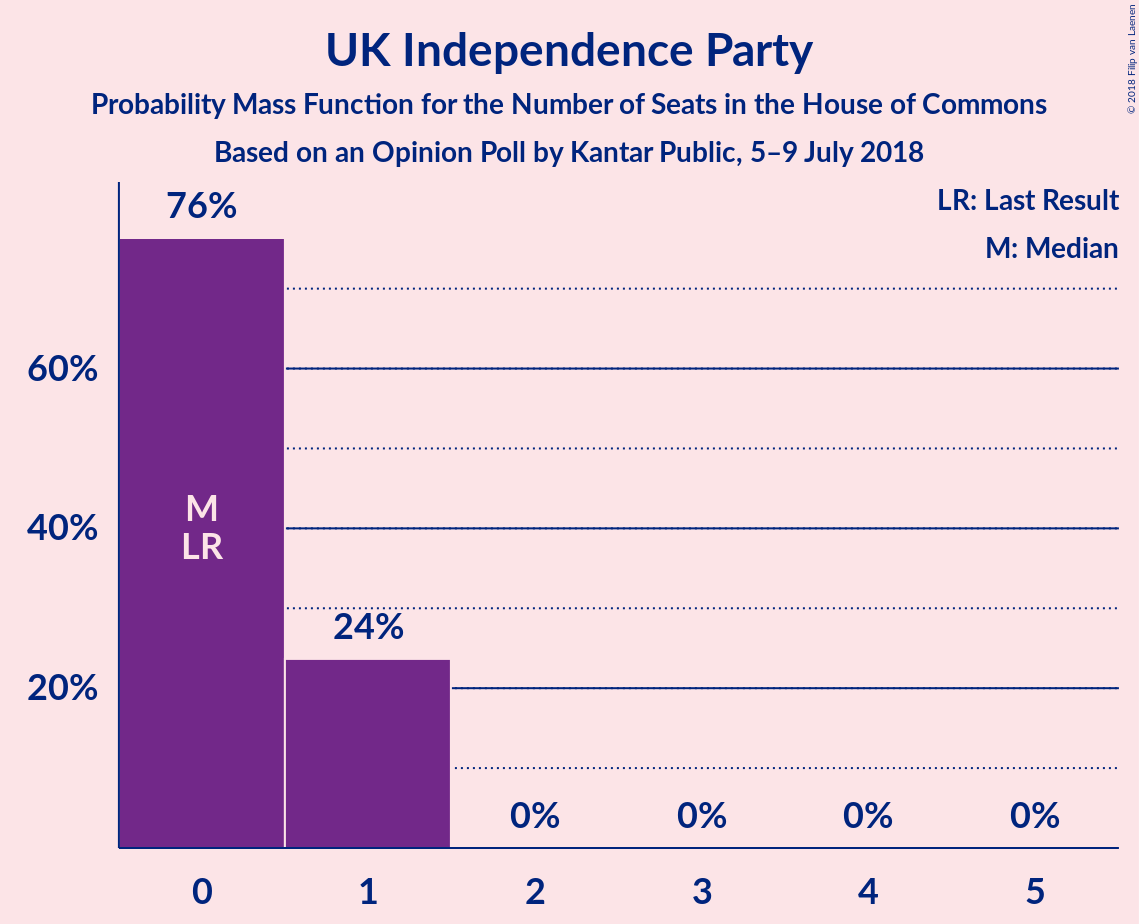 UK Independence Party
Probability Mass Function for the Number of Seats in the House of Commons
Based on an Opinion Poll by Kantar Public, 5–9 July 2018
© 2018 Filip van Laenen
LR: Last Result
M: Median
76%
60%
M
40%
LR
24%
20%
0% 0% 0% 0%
0 1 2 3 4 5